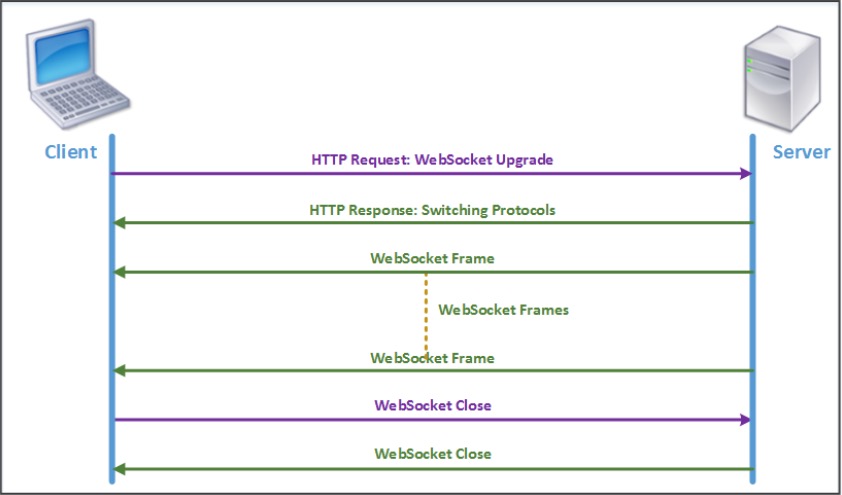 Client
Server
HTTP Request: WebSocket Upgrade
HTTP Response: Switching Protocols
WebSocket Frame
WebSocket Frames
WebSocket Frame
WebSocket Close
WebSocket Close